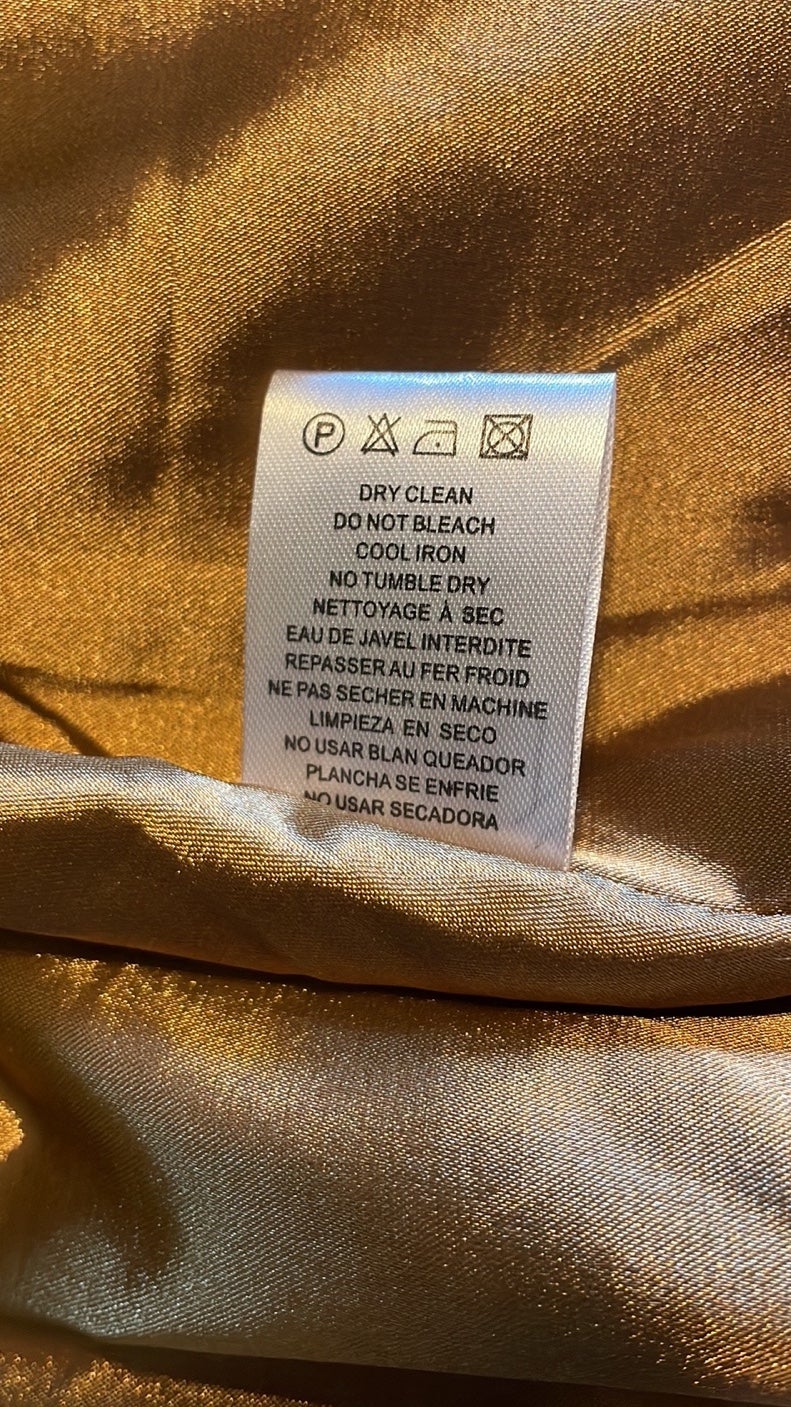 P
DRY CLEAN
DO NOT BLEACH
COOL IRON
NO TUMBLE DRY
NETTOYAGE À SEC
EAU DE JAVEL INTERDITE
REPASSER AU FER FROID
NE PAS SECHER EN MACHINE
LIMPIEZA EN SECO
NO USAR BLAN QUEADOR
PLANCHA SE ENFRIE
NO USAR SECADORA